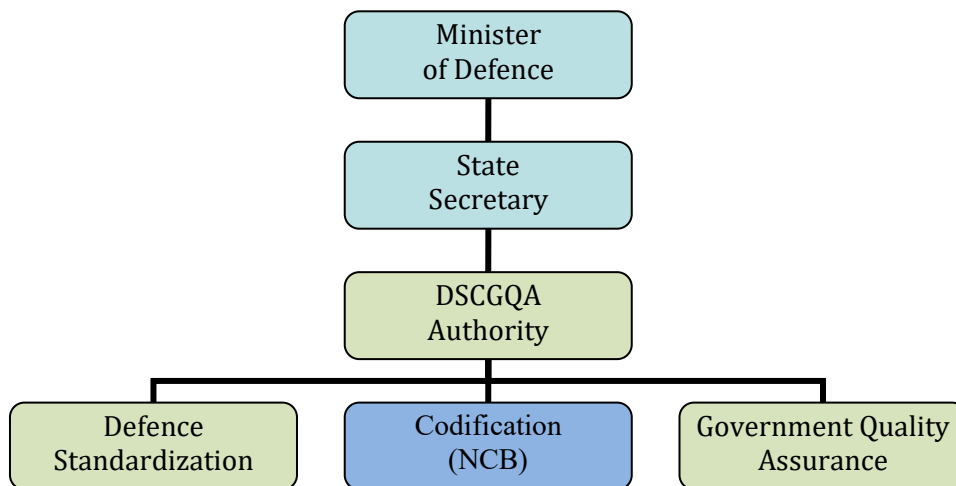 Minister
of Defence
State
Secretary
DSCGQA
Authority
Defence
Standardization
Codification
(NCB)
Government Quality
Assurance